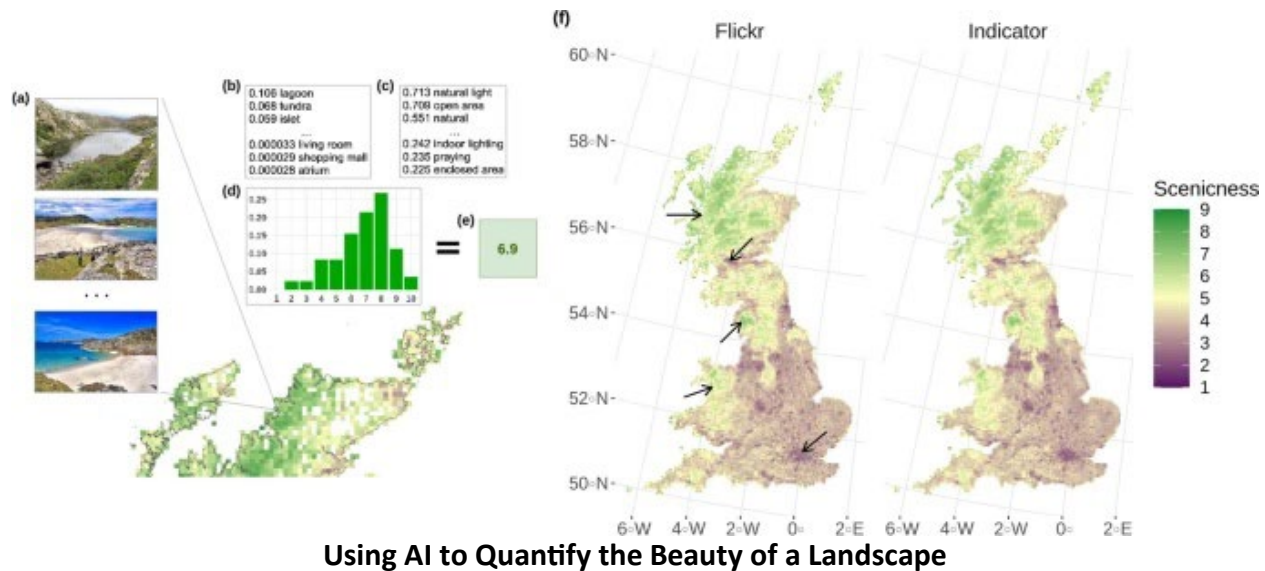 (a)
(b)
0.106 lagoon
0.068 tundra
0.059 islet
....
0.000033 living room
0.000029 shopping mall
0.000028 atrium
(c)
0.713 natural light
0.709 open area
0.551 natural
...
0.242 indoor lighting
0.235 praying
0.225 enclosed area
(d)
0.25
0.20
0.15
0.10
0.05
0.00
1 2 3 4 5 6 7 8 9 10
=
(e)
6.9
...
(f)
Flickr
Indicator
60°N
58°N
56°N
54°N
52°N
50°N
6°W 4°W 2°W 0° 2°E
6°W 4°W 2°W 0° 2°E
Scenicness
9
8
7
6
5
4
3
2
1
Using AI to Quantify the Beauty of a Landscape